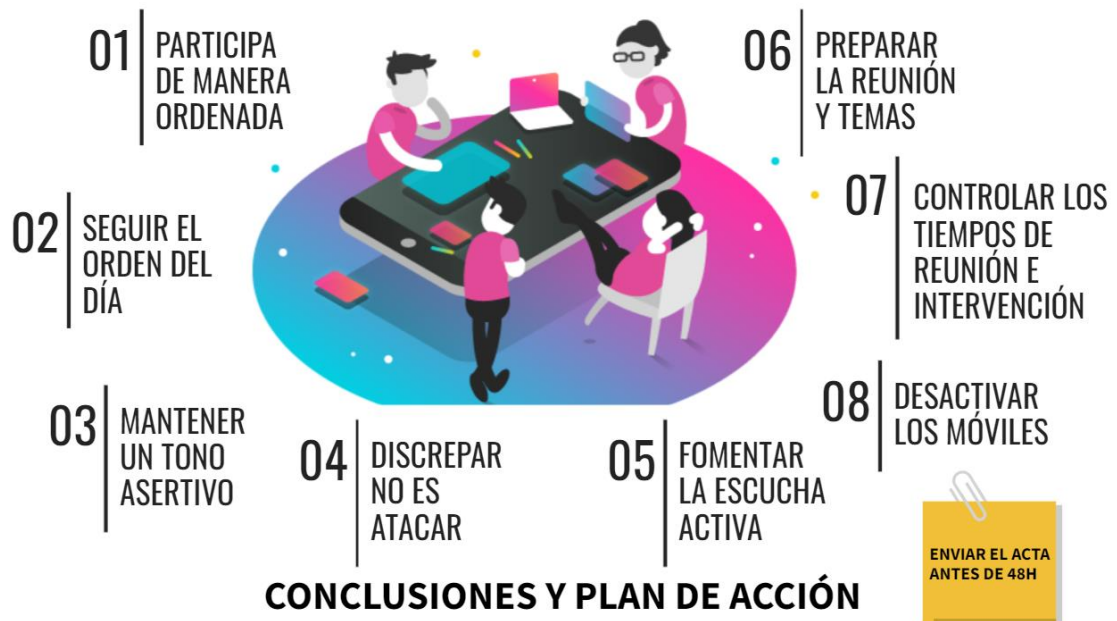 01
PARTICIPA
DE MANERA
ORDENADA
02
SEGUIR EL
ORDEN DEL
DÍA
03
MANTENER
UN TONO
ASERTIVO
04
DISCREPAR
NO ES
ATACAR
05
FOMENTAR
LA ESCUCHA
ACTIVA
06
PREPARAR
LA REUNIÓN
Y TEMAS
07
CONTROLAR LOS
TIEMPOS DE
REUNIÓN E
INTERVENCIÓN
08
DESACTIVAR
LOS MÓVILES
ENVIAR EL ACTA
ANTES DE 48H
CONCLUSIONES Y PLAN DE ACCIÓN